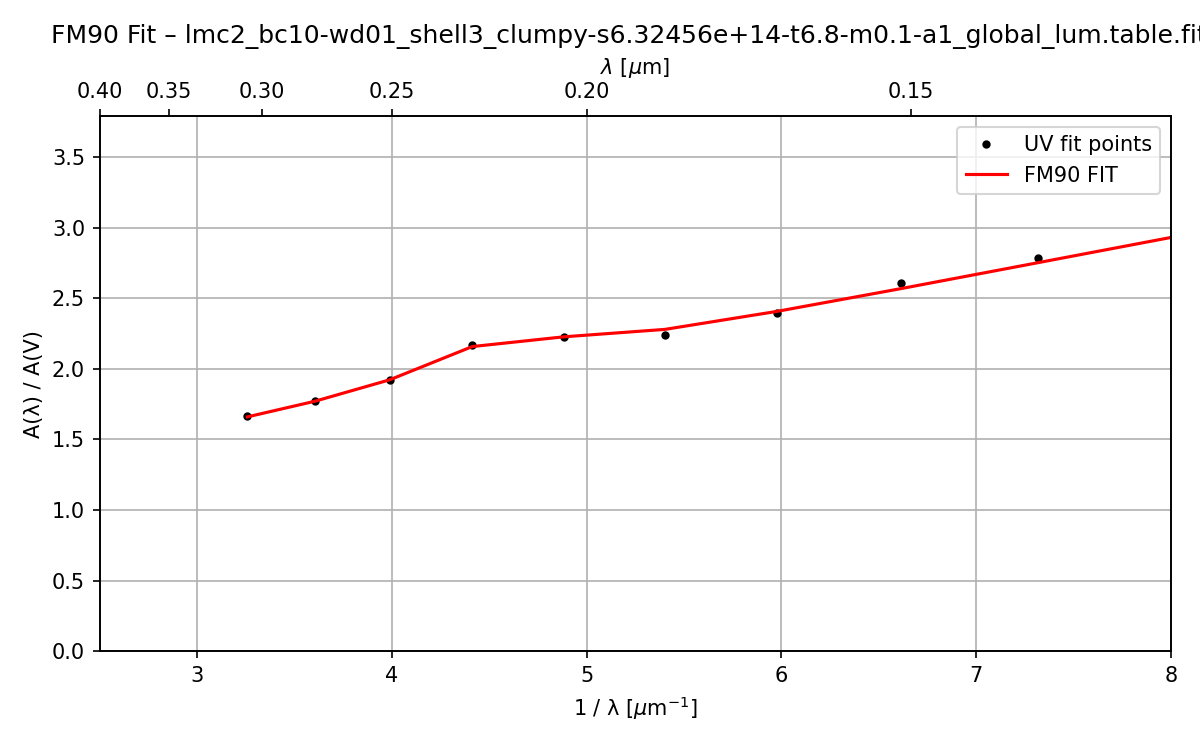 FM90 Fit – lmc2_bc10-wd01_shell3_clumpy-s6.32456e+14-t6.8-m0.1-a1_global_lum.table.fit
λ [μm]
0.40 0.35 0.30 0.25 0.20 0.15
UV fit points
FM90 FIT
A(λ) / A(V)
3.5
3.0
2.5
2.0
1.5
1.0
0.5
0.0
3 4 5 6 7 8
1 / λ [μm⁻¹]